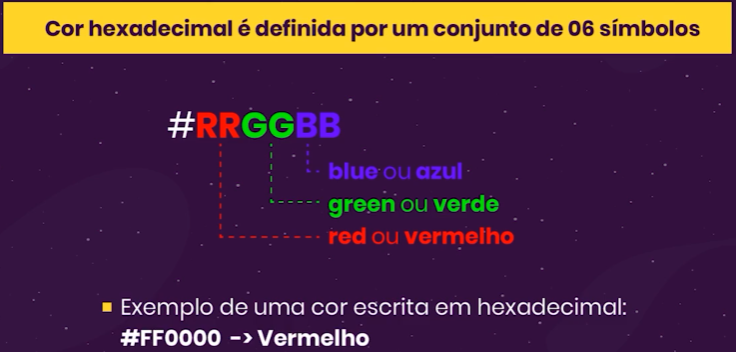 Cor hexadecimal é definida por um conjunto de 06 símbolos
#RRGGBB
blue ou azul
green ou verde
red ou vermelho
Exemplo de uma cor escrita em hexadecimal:
#FF0000 -> Vermelho